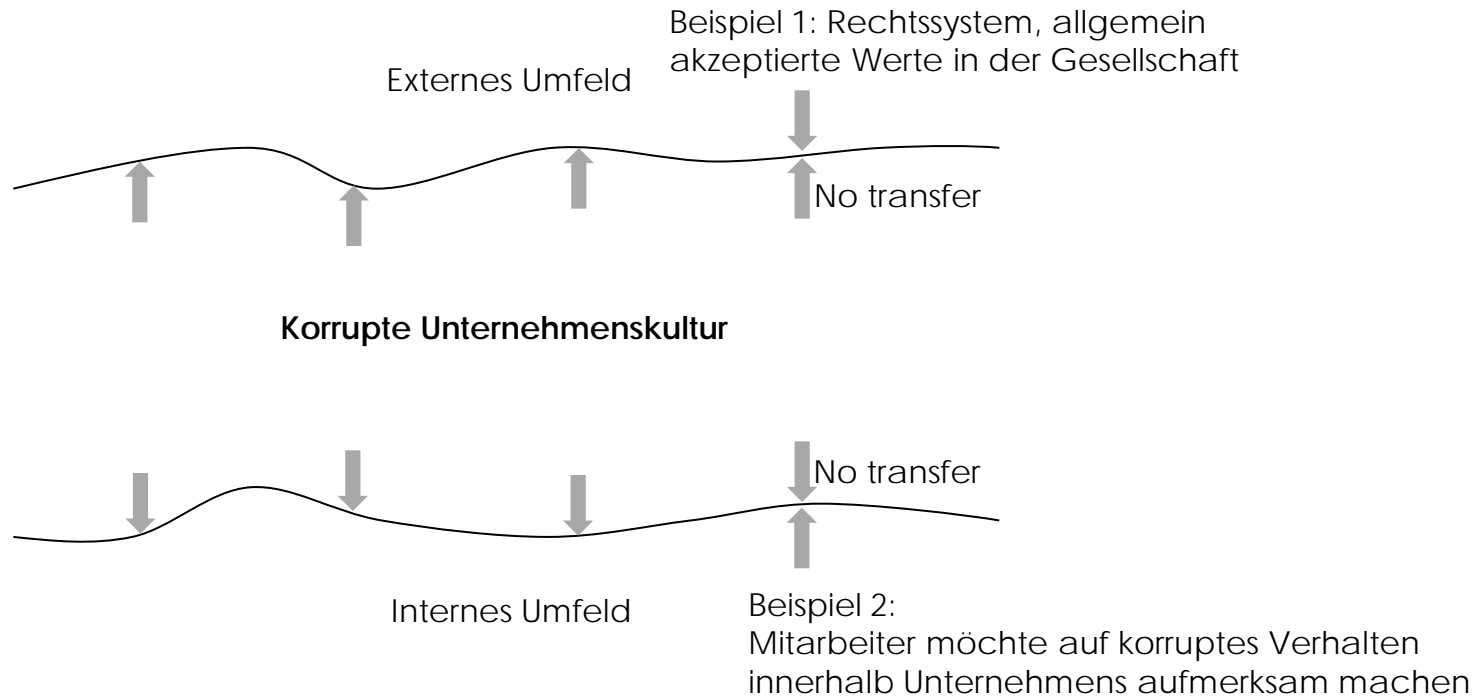 Beispiel 1: Rechtssystem, allgemein
akzeptierte Werte in der Gesellschaft
Externes Umfeld
No transfer
Korrupte Unternehmenskultur
No transfer
Internes Umfeld
Beispiel 2:
Mitarbeiter möchte auf korruptes Verhalten
innerhalb Unternehmens aufmerksam machen